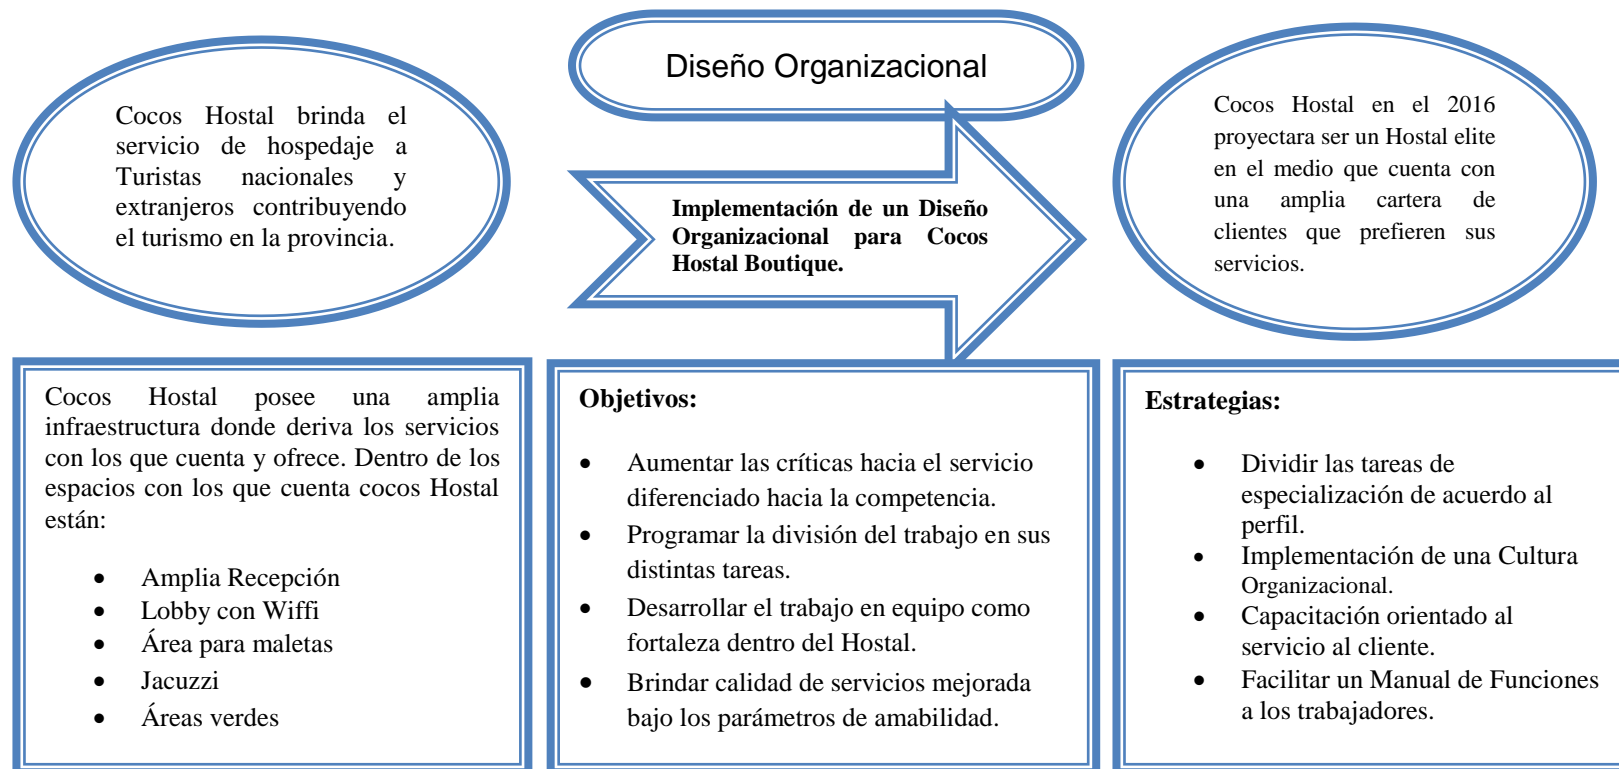 Diseño Organizacional
Cocos Hostal brinda el
servicio de hospedaje a
Turistas nacionales y
extranjeros contribuyendo
el turismo en la provincia.
Implementación de un Diseño
Organizacional para Cocos
Hostal Boutique.
Cocos Hostal en el 2016
proyectara ser un Hostal elite
en el medio que cuenta con
una amplia cartera de
clientes que prefieren sus
servicios.
Cocos Hostal posee una amplia
infraestructura donde deriva los servicios
con los que cuenta y ofrece. Dentro de los
espacios con los que cuenta cocos Hostal
están:
• Amplia Recepción
• Lobby con Wiffi
• Área para maletas
• Jacuzzi
• Áreas verdes
Objetivos:
• Aumentar las críticas hacia el servicio
diferenciado hacia la competencia.
• Programar la división del trabajo en sus
distintas tareas.
• Desarrollar el trabajo en equipo como
fortaleza dentro del Hostal.
• Brindar calidad de servicios mejorada
bajo los parámetros de amabilidad.
Estrategias:
• Dividir las tareas de
especialización de acuerdo al
perfil.
• Implementación de una Cultura
Organizacional.
• Capacitación orientado al
servicio al cliente.
• Facilitar un Manual de Funciones
a los trabajadores.